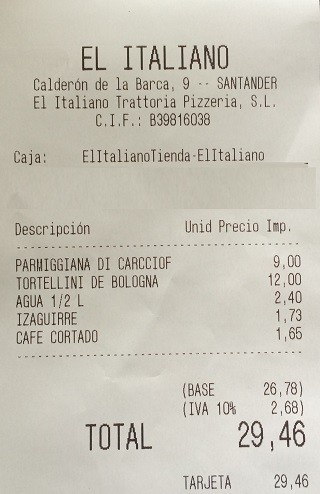 EL ITALIANO
Calderón de la Barca, 9 -- SANTANDER
El Italiano Trattoria Pizzeria, S.L.
C.I.F.: B39816038
Caja: ElItalianoTienda-ElItaliano
Descripción Unid Precio Imp.
PARMIGGIANA DI CARCCIOF 9,00
TORTELLINI DE BOLOGNA 12,00
AGUA 1/2 L 2,40
IZAGUIRRE 1,73
CAFE CORTADO 1,65
(BASE 26,78)
(IVA 10% 2,68)
TOTAL 29,46
TARJETA 29,46